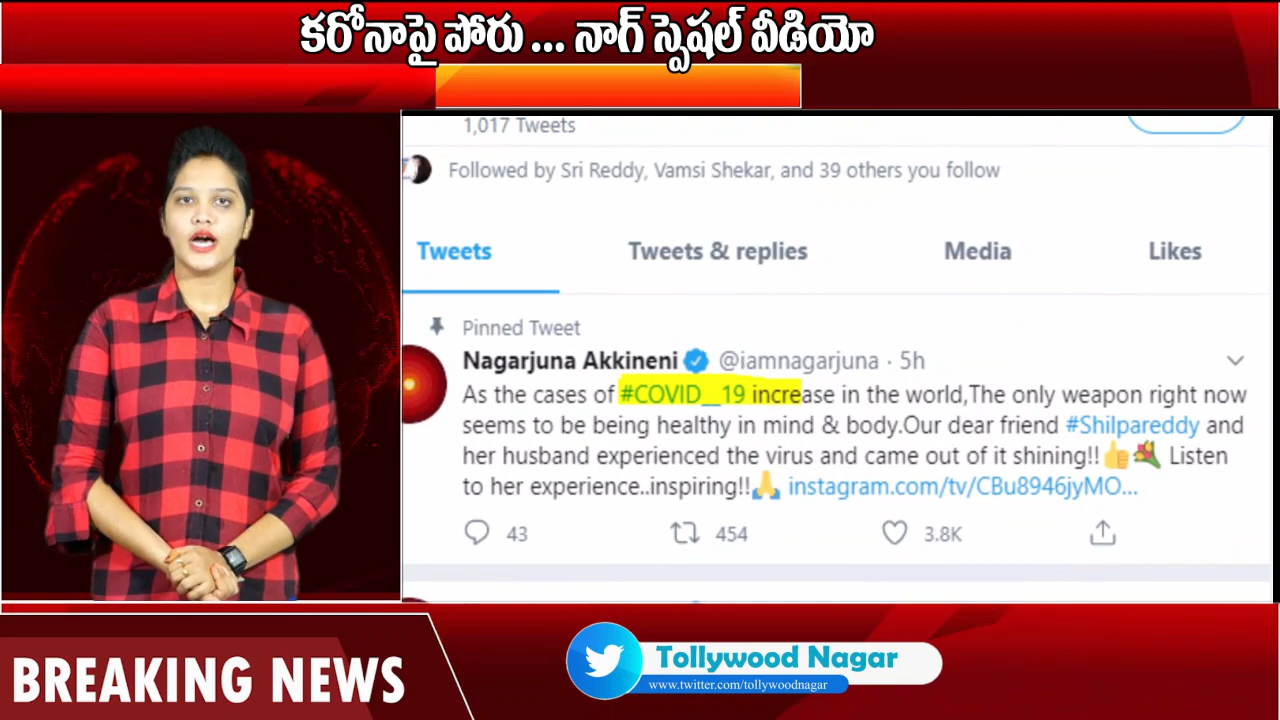 కరోనాపై పోరు ... నాగ్ స్పెషల్ వీడియో
1,017 Tweets
Followed by Sri Reddy, Vamsi Shekar, and 39 others you follow
Tweets Tweets & replies Media Likes
Pinned Tweet
Nagarjuna Akkineni @iamnagarjuna · 5h
As the cases of #COVID__19 increase in the world,The only weapon right now
seems to be being healthy in mind & body.Our dear friend #Shilpareddy and
her husband experienced the virus and came out of it shining!!👍💐 Listen
to her experience..inspiring!!🙏 instagram.com/tv/CBu8946jyMO...
43 454 3.8K
BREAKING NEWS
Tollywood Nagar
www.twitter.com/tollywoodnagar